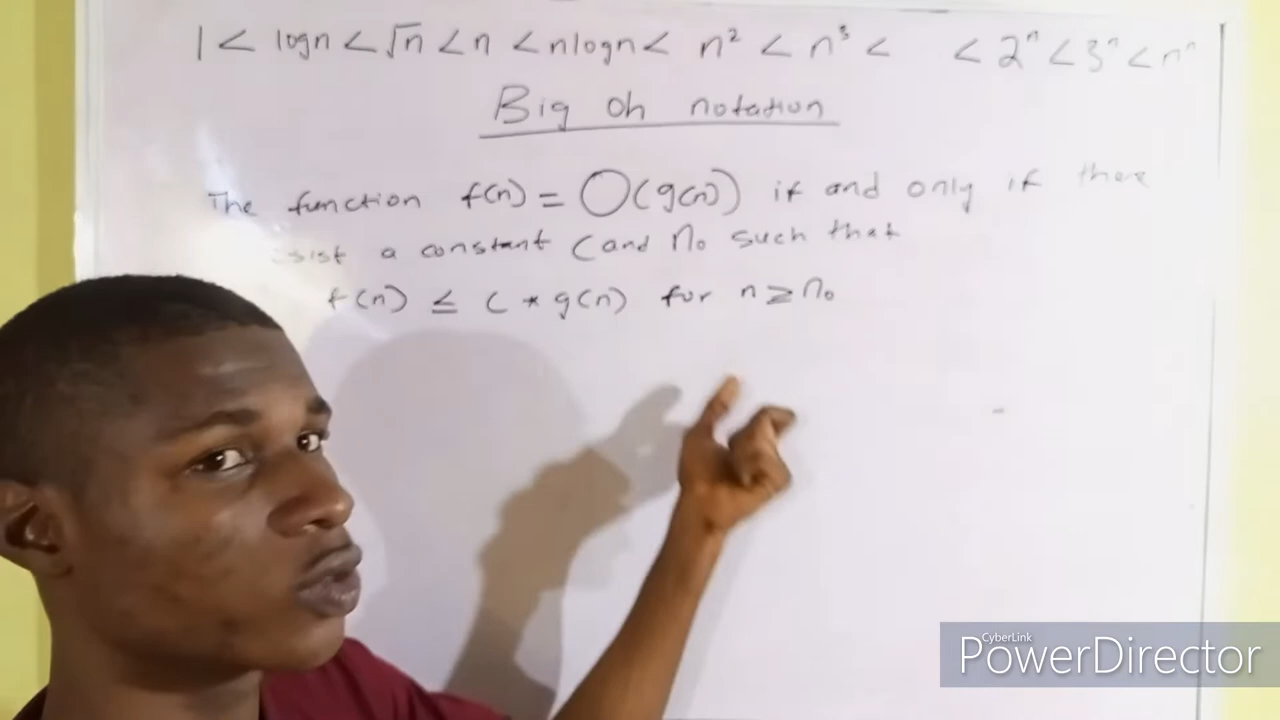 1 < logn < √n < n < nlogn < n² < n³ < < 2ⁿ < 3ⁿ < nⁿ
Big Oh notation
The function f(n) = O(g(n)) if and only if there
a constant C and n₀ such that
f(n) ≤ C * g(n) for n ≥ n₀
CyberLink
PowerDirector